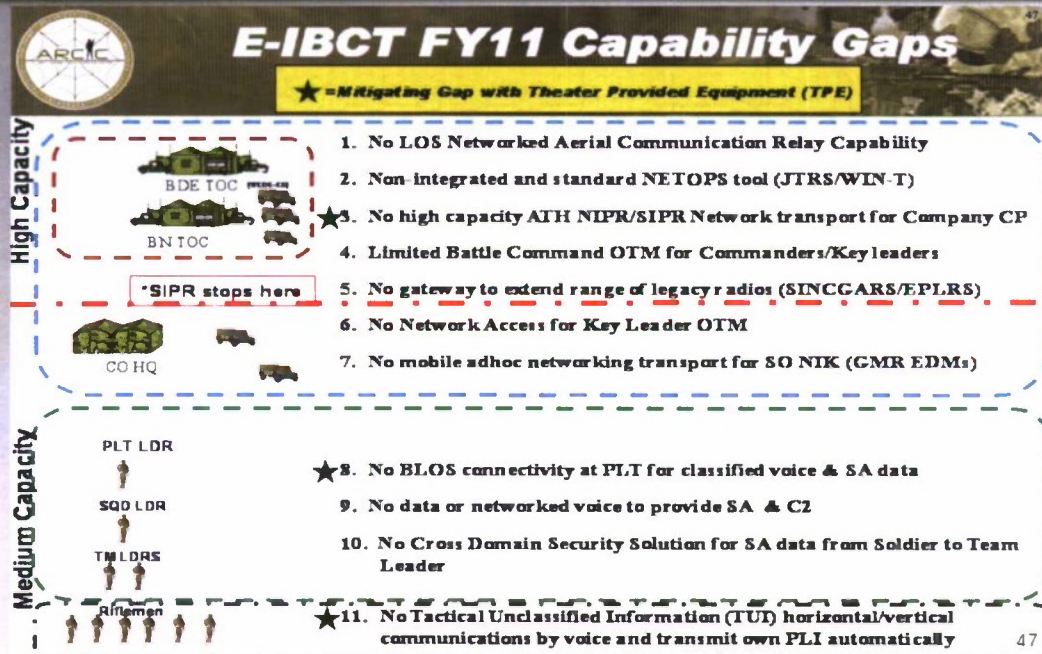 47
ARCIC
E-IBCT FY11 Capability Gaps
★=Mitigating Gap with Theater Provided Equipment (TPE)
High Capacity
BDE TOC
BN TOC
*SIPR stops here
CO HQ
1. No LOS Networked Aerial Communication Relay Capability
2. Non-integrated and standard NETOPS tool (JTRS/WIN-T)
★3. No high capacity ATH NIPR/SIPR Network transport for Company CP
4. Limited Battle Command OTM for Commanders/Key leaders
5. No gateway to extend range of legacy radios (SINCGARS/EPLRS)
6. No Network Access for Key Leader OTM
7. No mobile adhoc networking transport for SO NIK (GMR EDMs)
Medium Capacity
PLT LDR
SQD LDR
TM LDRS
Riflemen
★8. No BLOS connectivity at PLT for classified voice & SA data
9. No data or networked voice to provide SA & C2
10. No Cross Domain Security Solution for SA data from Soldier to Team
Leader
★11. No Tactical Unclassified Information (TUI) horizontal/vertical
communications by voice and transmit own PLI automatically
47